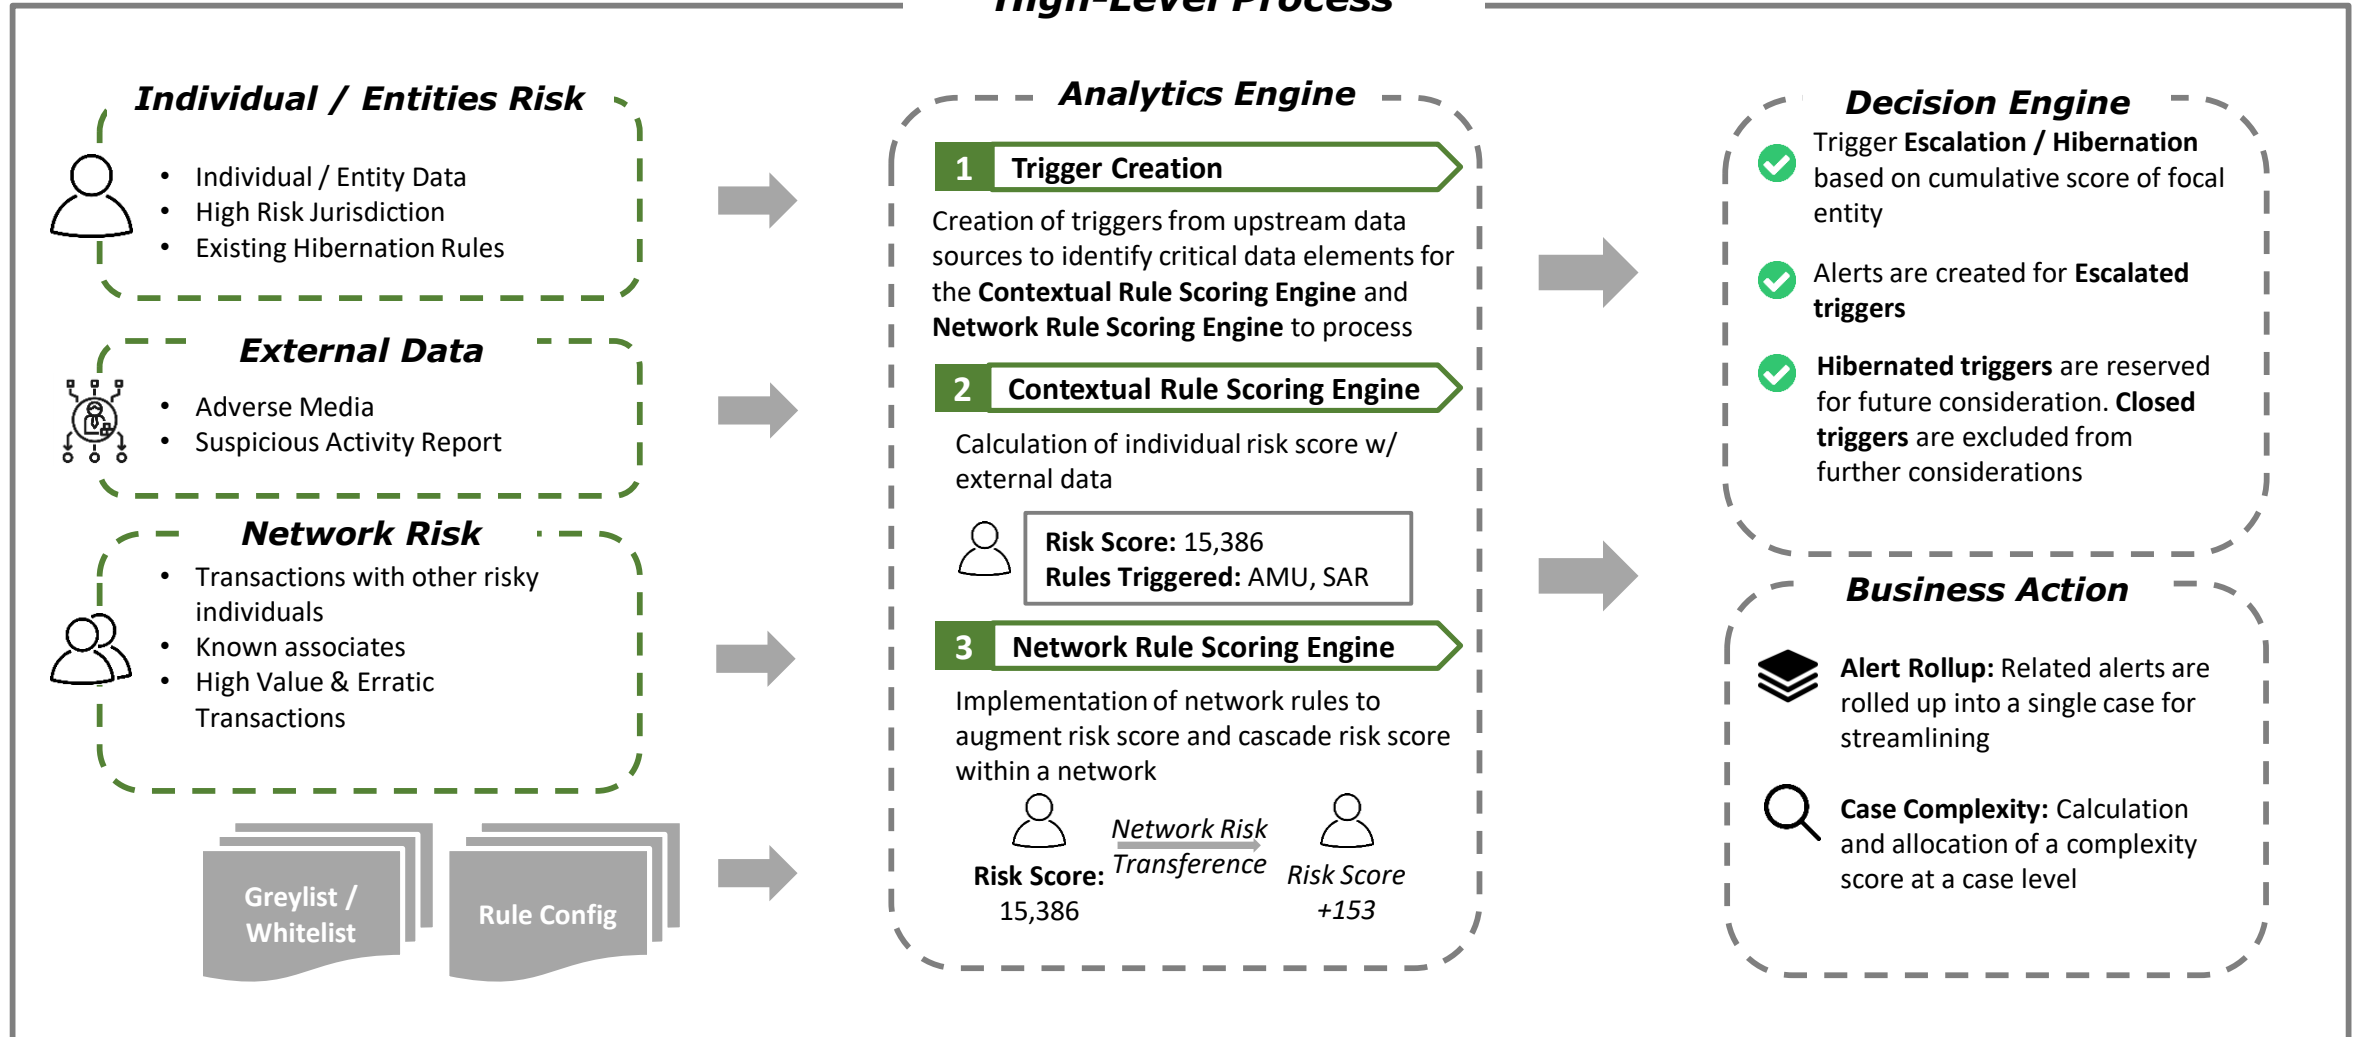 High-Level Process
Individual / Entities Risk
• Individual / Entity Data
• High Risk Jurisdiction
• Existing Hibernation Rules
External Data
• Adverse Media
• Suspicious Activity Report
Network Risk
• Transactions with other risky
individuals
• Known associates
• High Value & Erratic
Transactions
Greylist /
Whitelist
Rule Config
Analytics Engine
1 Trigger Creation
Creation of triggers from upstream data
sources to identify critical data elements for
the Contextual Rule Scoring Engine and
Network Rule Scoring Engine to process
2 Contextual Rule Scoring Engine
Calculation of individual risk score w/
external data
Risk Score: 15,386
Rules Triggered: AMU, SAR
3 Network Rule Scoring Engine
Implementation of network rules to
augment risk score and cascade risk score
within a network
Network Risk
Transference
Risk Score:
15,386
Risk Score
+153
Decision Engine
Trigger Escalation / Hibernation
based on cumulative score of focal
entity
Alerts are created for Escalated
triggers
Hibernated triggers are reserved
for future consideration. Closed
triggers are excluded from
further considerations
Business Action
Alert Rollup: Related alerts are
rolled up into a single case for
streamlining
Case Complexity: Calculation
and allocation of a complexity
score at a case level